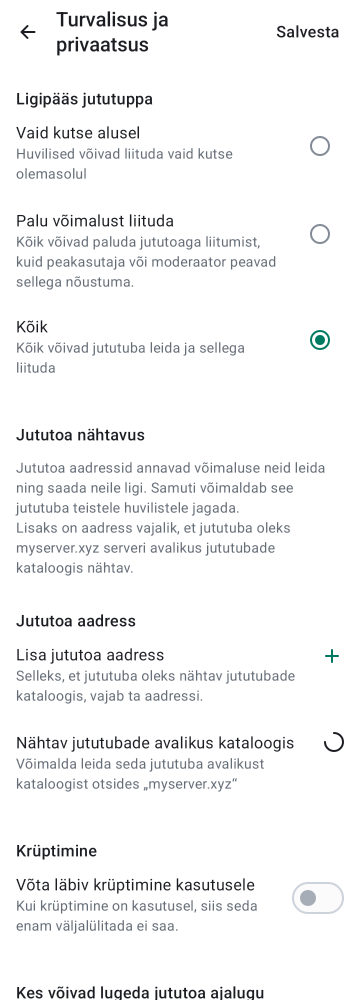 Turvalisus ja
privaatsus
Salvesta
Ligipääs jututuppa
Vaid kutse alusel
Huvilised võivad liituda vaid kutse
olemasolul
Palu võimalust liituda
Kõik võivad paluda jututoaga liitumist,
kuid peakasutaja või moderaator peavad
sellega nõustuma.
Kõik
Kõik võivad jututuba leida ja sellega
liituda
Jututoa nähtavus
Jututoa aadressid annavad võimaluse neid leida
ning saada neile ligi. Samuti võimaldab see
jututuba teistele huvilistele jagada.
Lisaks on aadress vajalik, et jututuba oleks
myserver.xyz serveri avalikus jututubade
kataloogis nähtav.
Jututoa aadress
Lisa jututoa aadress
Selleks, et jututuba oleks nähtav jututubade
kataloogis, vajab ta aadressi.
Nähtav jututubade avalikus kataloogis
Võimalda leida seda jututuba avalikust
kataloogist otsides „myserver.xyz“
Krüptimine
Võta läbiv krüptimine kasutusele
Kui krüptimine on kasutusel, siis seda
enam väljalülitada ei saa.
Kes võivad lugeda jututoa ajalugu